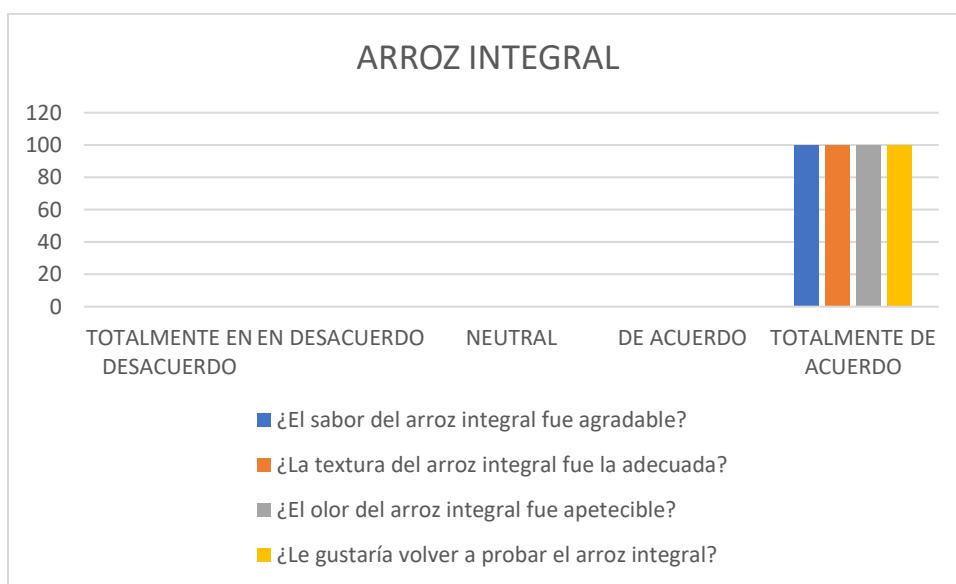 ARROZ INTEGRAL
120
100
80
60
40
20
0
TOTALMENTE EN DESACUERDO
EN DESACUERDO
NEUTRAL
DE ACUERDO
TOTALMENTE DE ACUERDO
¿El sabor del arroz integral fue agradable?
¿La textura del arroz integral fue la adecuada?
¿El olor del arroz integral fue apetecible?
¿Le gustaría volver a probar el arroz integral?